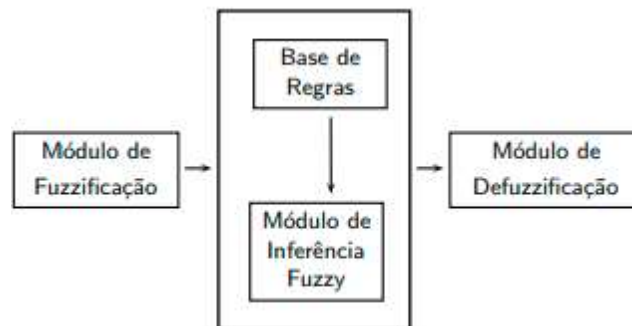 Módulo de
Fuzzificação
Base de
Regras
Módulo de
Inferência
Fuzzy
Módulo de
Defuzzificação